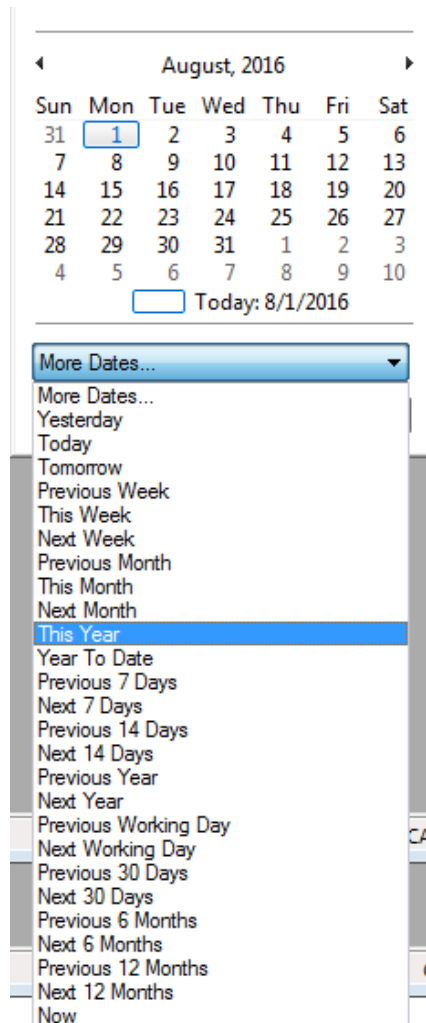 August, 2016
Sun Mon Tue Wed Thu Fri Sat
31 1 2 3 4 5 6
7 8 9 10 11 12 13
14 15 16 17 18 19 20
21 22 23 24 25 26 27
28 29 30 31 1 2 3
4 5 6 7 8 9 10
Today: 8/1/2016
More Dates...
More Dates...
Yesterday
Today
Tomorrow
Previous Week
This Week
Next Week
Previous Month
This Month
Next Month
This Year
Year To Date
Previous 7 Days
Next 7 Days
Previous 14 Days
Next 14 Days
Previous Year
Next Year
Previous Working Day
Next Working Day
Previous 30 Days
Next 30 Days
Previous 6 Months
Next 6 Months
Previous 12 Months
Next 12 Months
Now